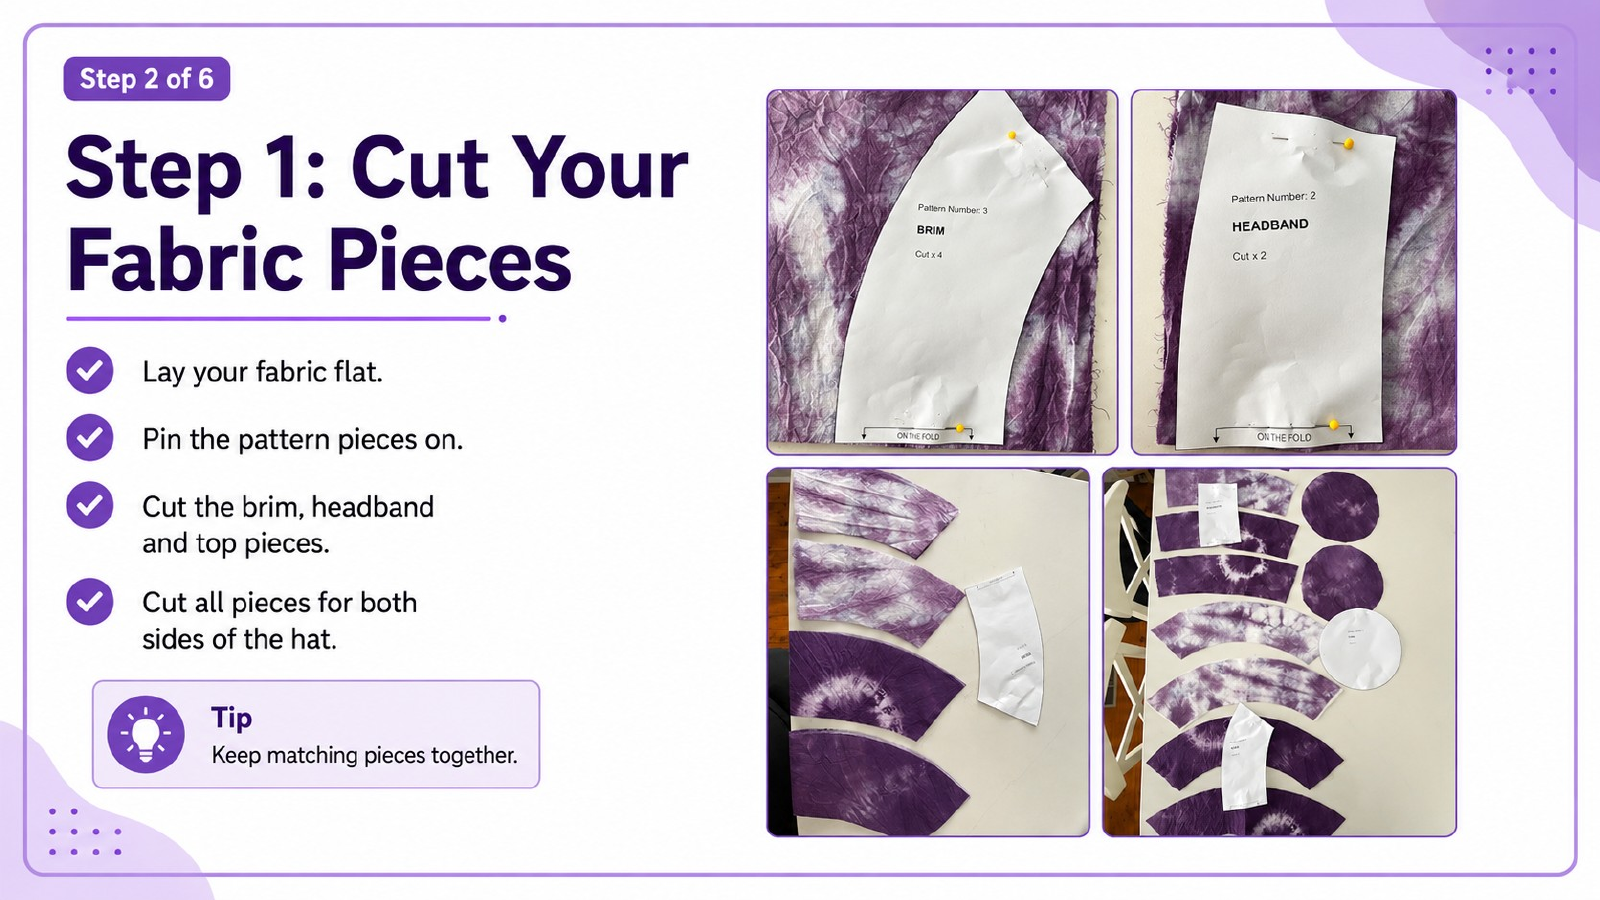 Step 2 of 6
Step 1: Cut Your
Fabric Pieces
Lay your fabric flat.
Pin the pattern pieces on.
Cut the brim, headband
and top pieces.
Cut all pieces for both
sides of the hat.
Tip
Keep matching pieces together.
Pattern Number: 3
BRIM
Cut x 4
ON THE FOLD
Pattern Number: 2
HEADBAND
Cut x 2
ON THE FOLD